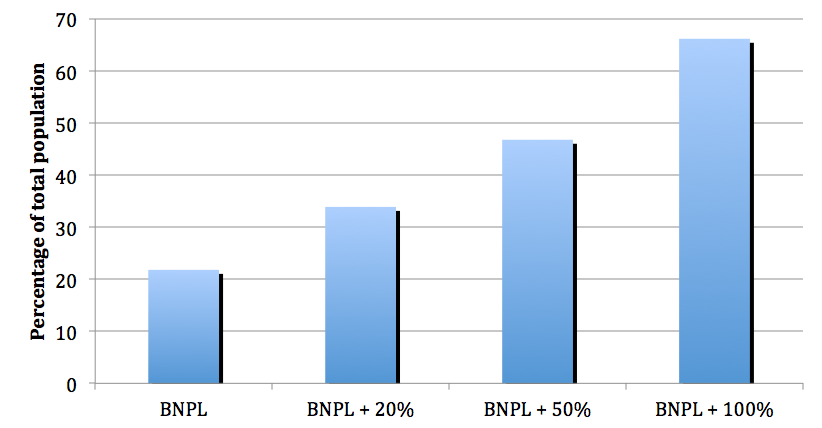 Percentage of total population
70
60
50
40
30
20
10
0
BNPL
BNPL + 20%
BNPL + 50%
BNPL + 100%